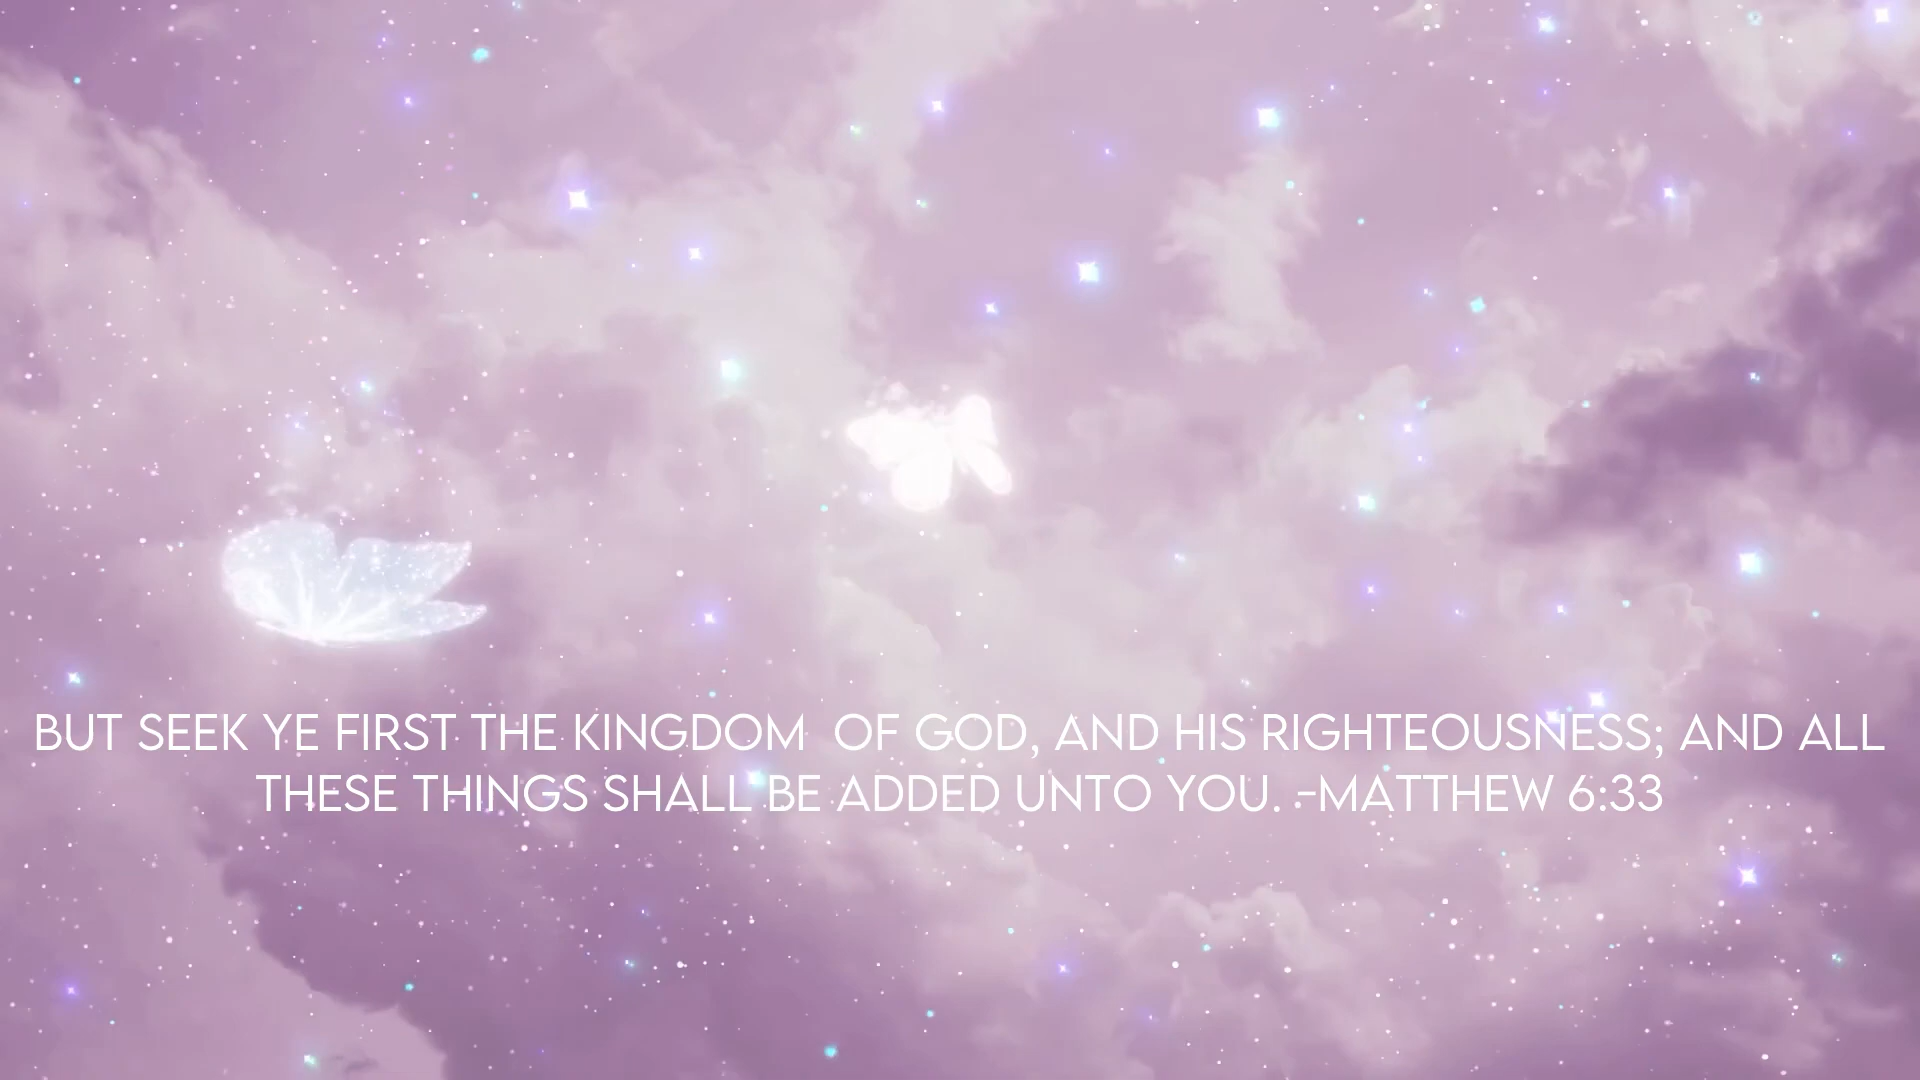 BUT SEEK YE FIRST THE KINGDOM  OF GOD, AND HIS RIGHTEOUSNESS; AND ALL
THESE THINGS SHALL BE ADDED UNTO YOU. -MATTHEW 6:33